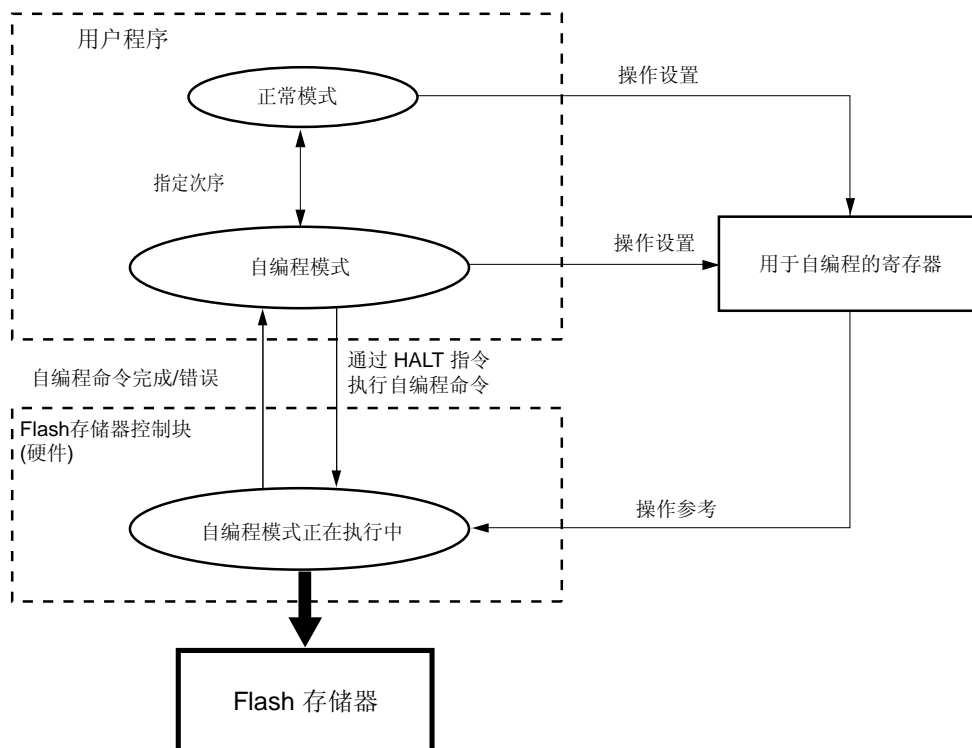 用户程序
正常模式
操作设置
指定次序
自编程模式
操作设置
用于自编程的寄存器
自编程命令完成/错误
通过 HALT 指令
执行自编程命令
Flash存储器控制块
(硬件)
自编程模式正在执行中
操作参考
Flash 存储器